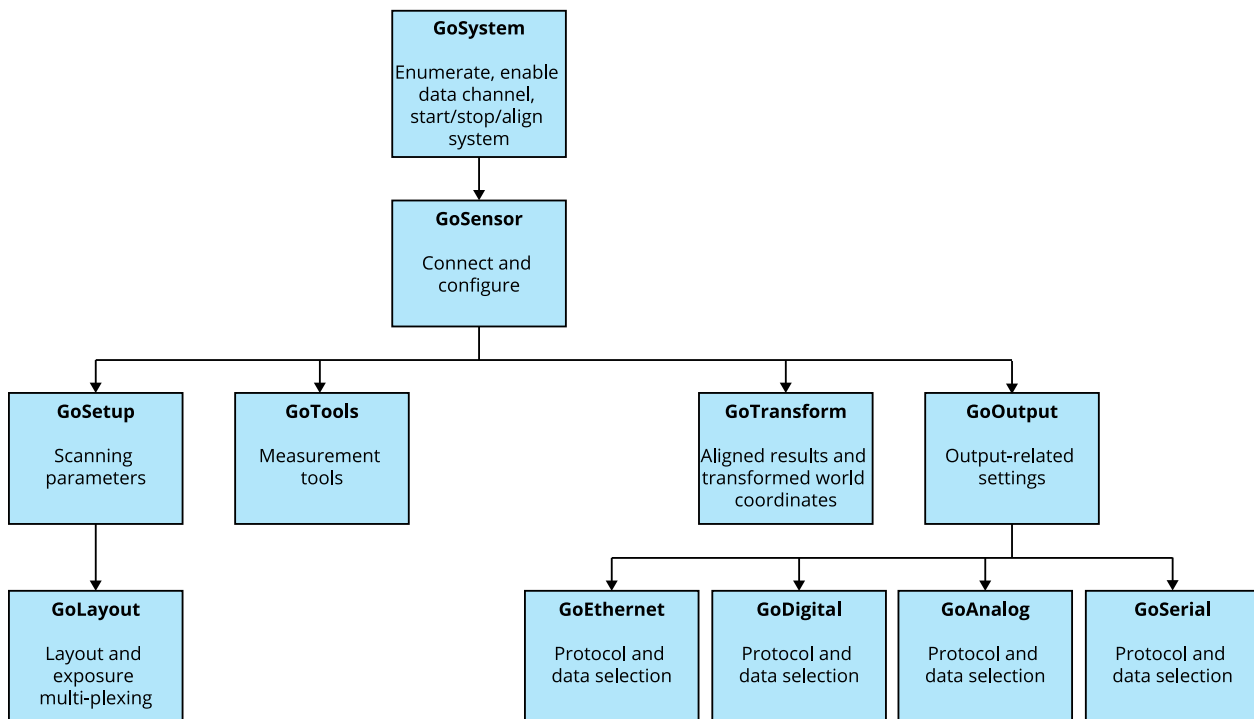 GoSystem
Enumerate, enable
data channel,
start/stop/align
system
GoSensor
Connect and
configure
GoSetup
Scanning
parameters
GoTools
Measurement
tools
GoTransform
Aligned results and
transformed world
coordinates
GoOutput
Output-related
settings
GoLayout
Layout and
exposure
multi-plexing
GoEthernet
Protocol and
data selection
GoDigital
Protocol and
data selection
GoAnalog
Protocol and
data selection
GoSerial
Protocol and
data selection